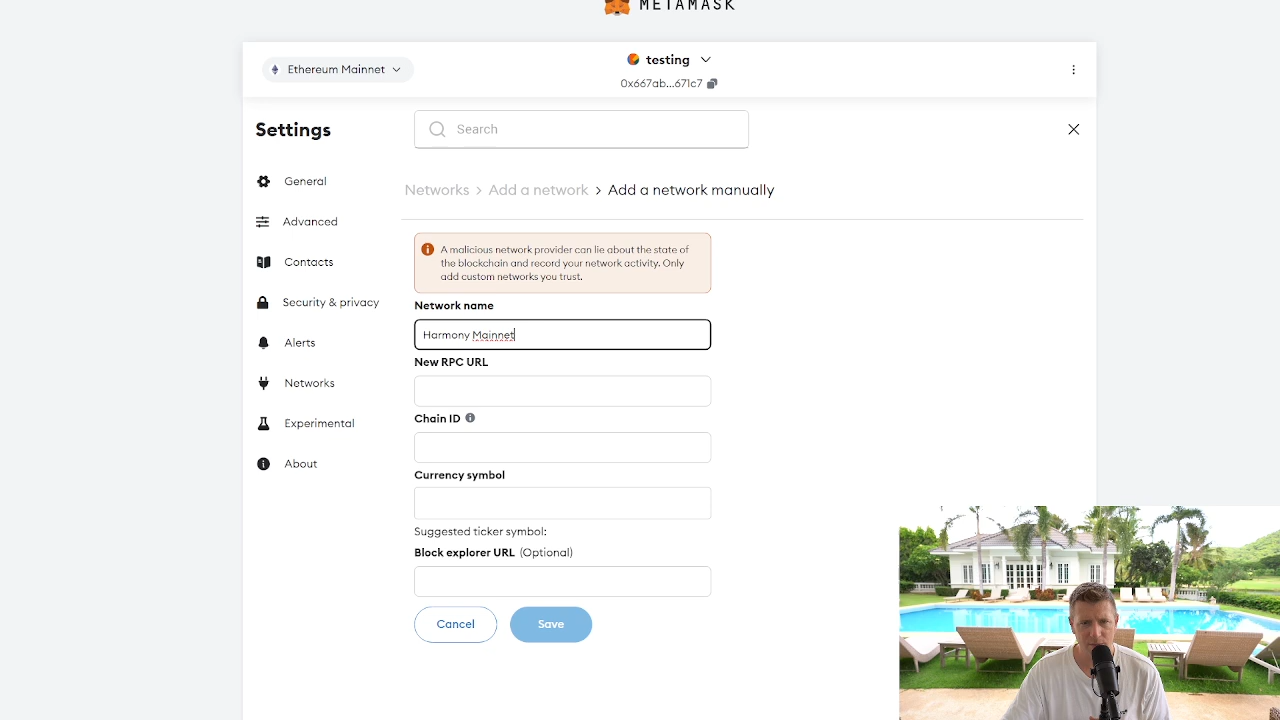 METAMASK
Ethereum Mainnet
testing
0x667ab...671c7
Settings
Search
General
Networks > Add a network > Add a network manually
Advanced
Contacts
Security & privacy
Alerts
Networks
Experimental
About
A malicious network provider can lie about the state of
the blockchain and record your network activity. Only
add custom networks you trust.
Network name
Harmony Mainnet
New RPC URL
Chain ID
Currency symbol
Suggested ticker symbol:
Block explorer URL (Optional)
Cancel
Save